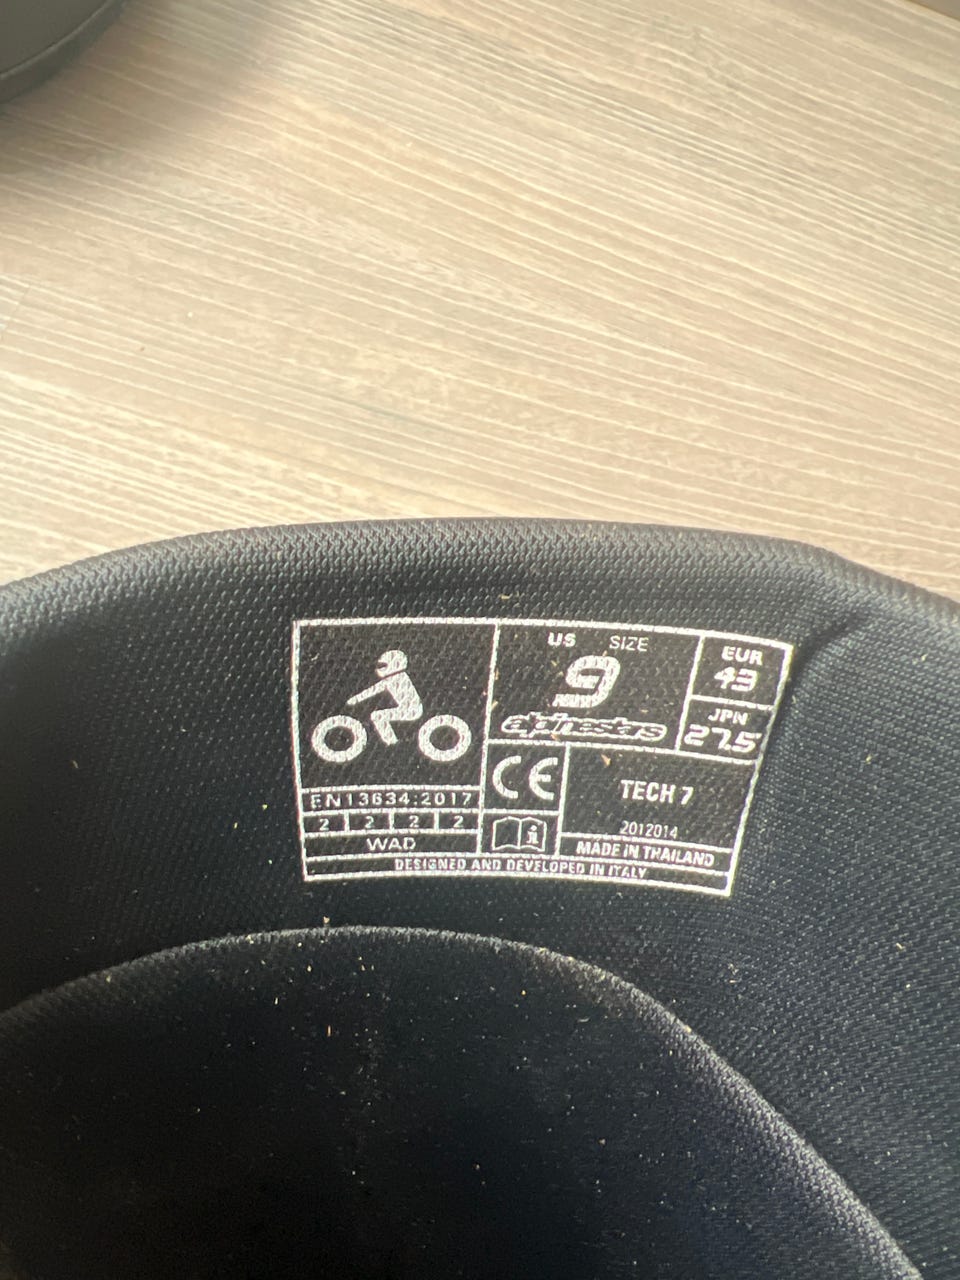 US SIZE
9
alpinestars
EUR
43
JPN
27.5
EN13634:2017
2 2 2 2
WAD
CE
i
TECH 7
2012014
MADE IN THAILAND
DESIGNED AND DEVELOPED IN ITALY